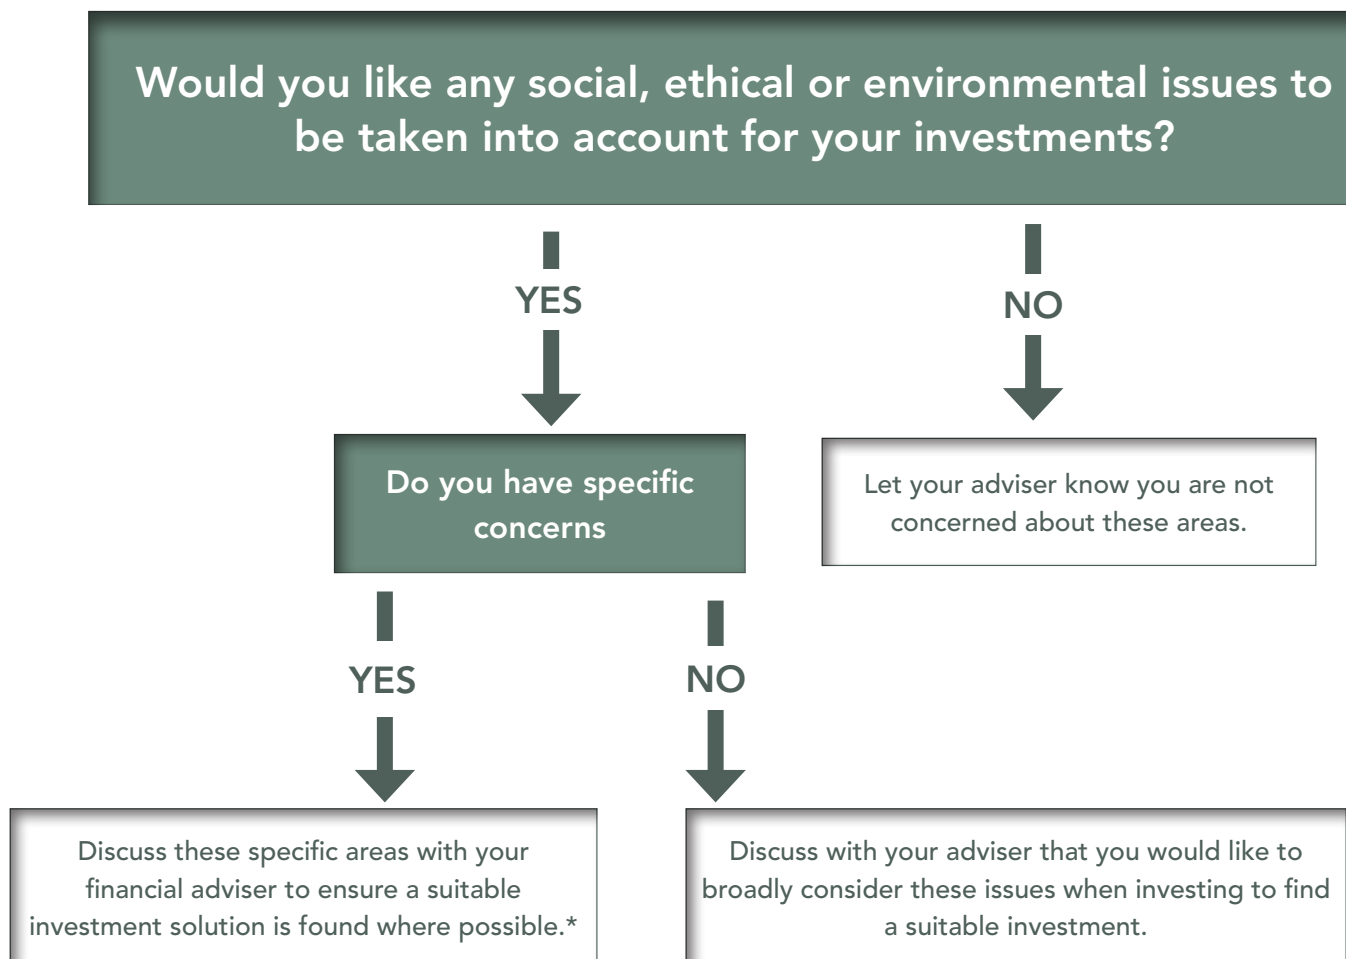 Would you like any social, ethical or environmental issues to
be taken into account for your investments?
YES
NO
Do you have specific
concerns
Let your adviser know you are not
concerned about these areas.
YES
NO
Discuss these specific areas with your
financial adviser to ensure a suitable
investment solution is found where possible.*
Discuss with your adviser that you would like to
broadly consider these issues when investing to find
a suitable investment.